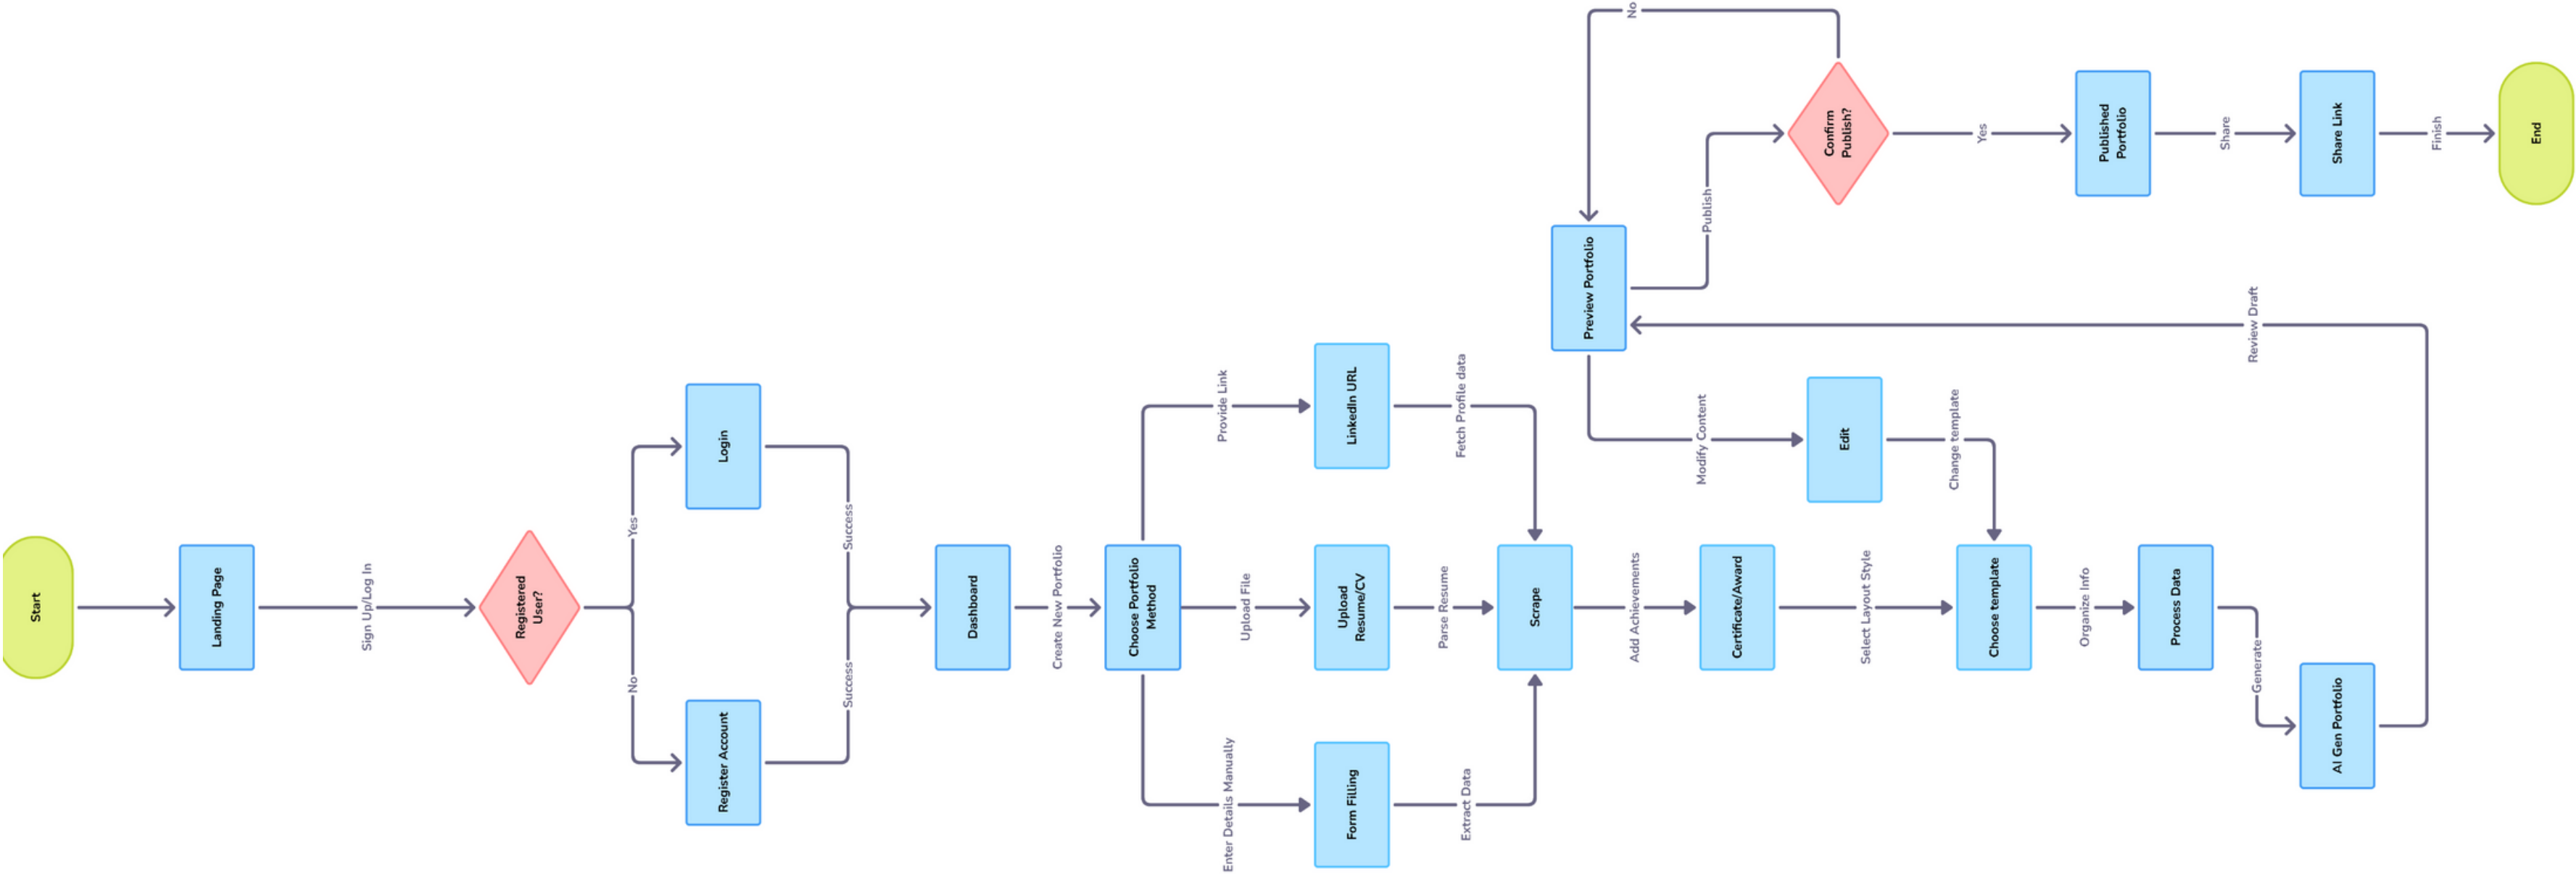 Start
Landing Page
Sign Up/Log In
Registered
User?
Yes
No
Login
Register Account
Success
Success
Dashboard
Create New Portfolio
Choose Portfolio
Method
Provide Link
Upload File
Enter Details Manually
LinkedIn URL
Upload
Resume/CV
Form Filling
Fetch Profile data
Parse Resume
Extract Data
Scrape
Add Achievements
Certificate/Award
Select Layout Style
Choose template
Organize Info
Process Data
Generate
AI Gen Portfolio
Review Draft
Preview Portfolio
Modify Content
Edit
Change template
Publish
Confirm
Publish?
No
Yes
Published
Portfolio
Share
Share Link
Finish
End